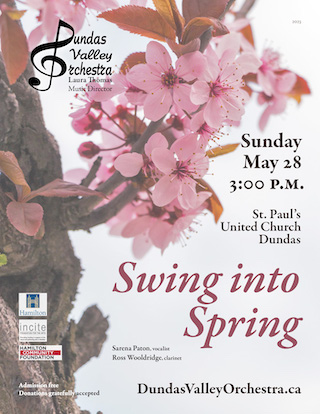 2023
Dundas
Valley
Orchestra
Laura Thomas
Music Director
Sunday
May 28
3:00 P.M.
St. Paul's
United Church
Dundas
Swing into
Spring
Hamilton
incite
HAMILTON
COMMUNITY
FOUNDATION
Sarena Paton, vocalist
Ross Wooldridge, clarinet
Admission free
Donations gratefully accepted
DundasValleyOrchestra.ca